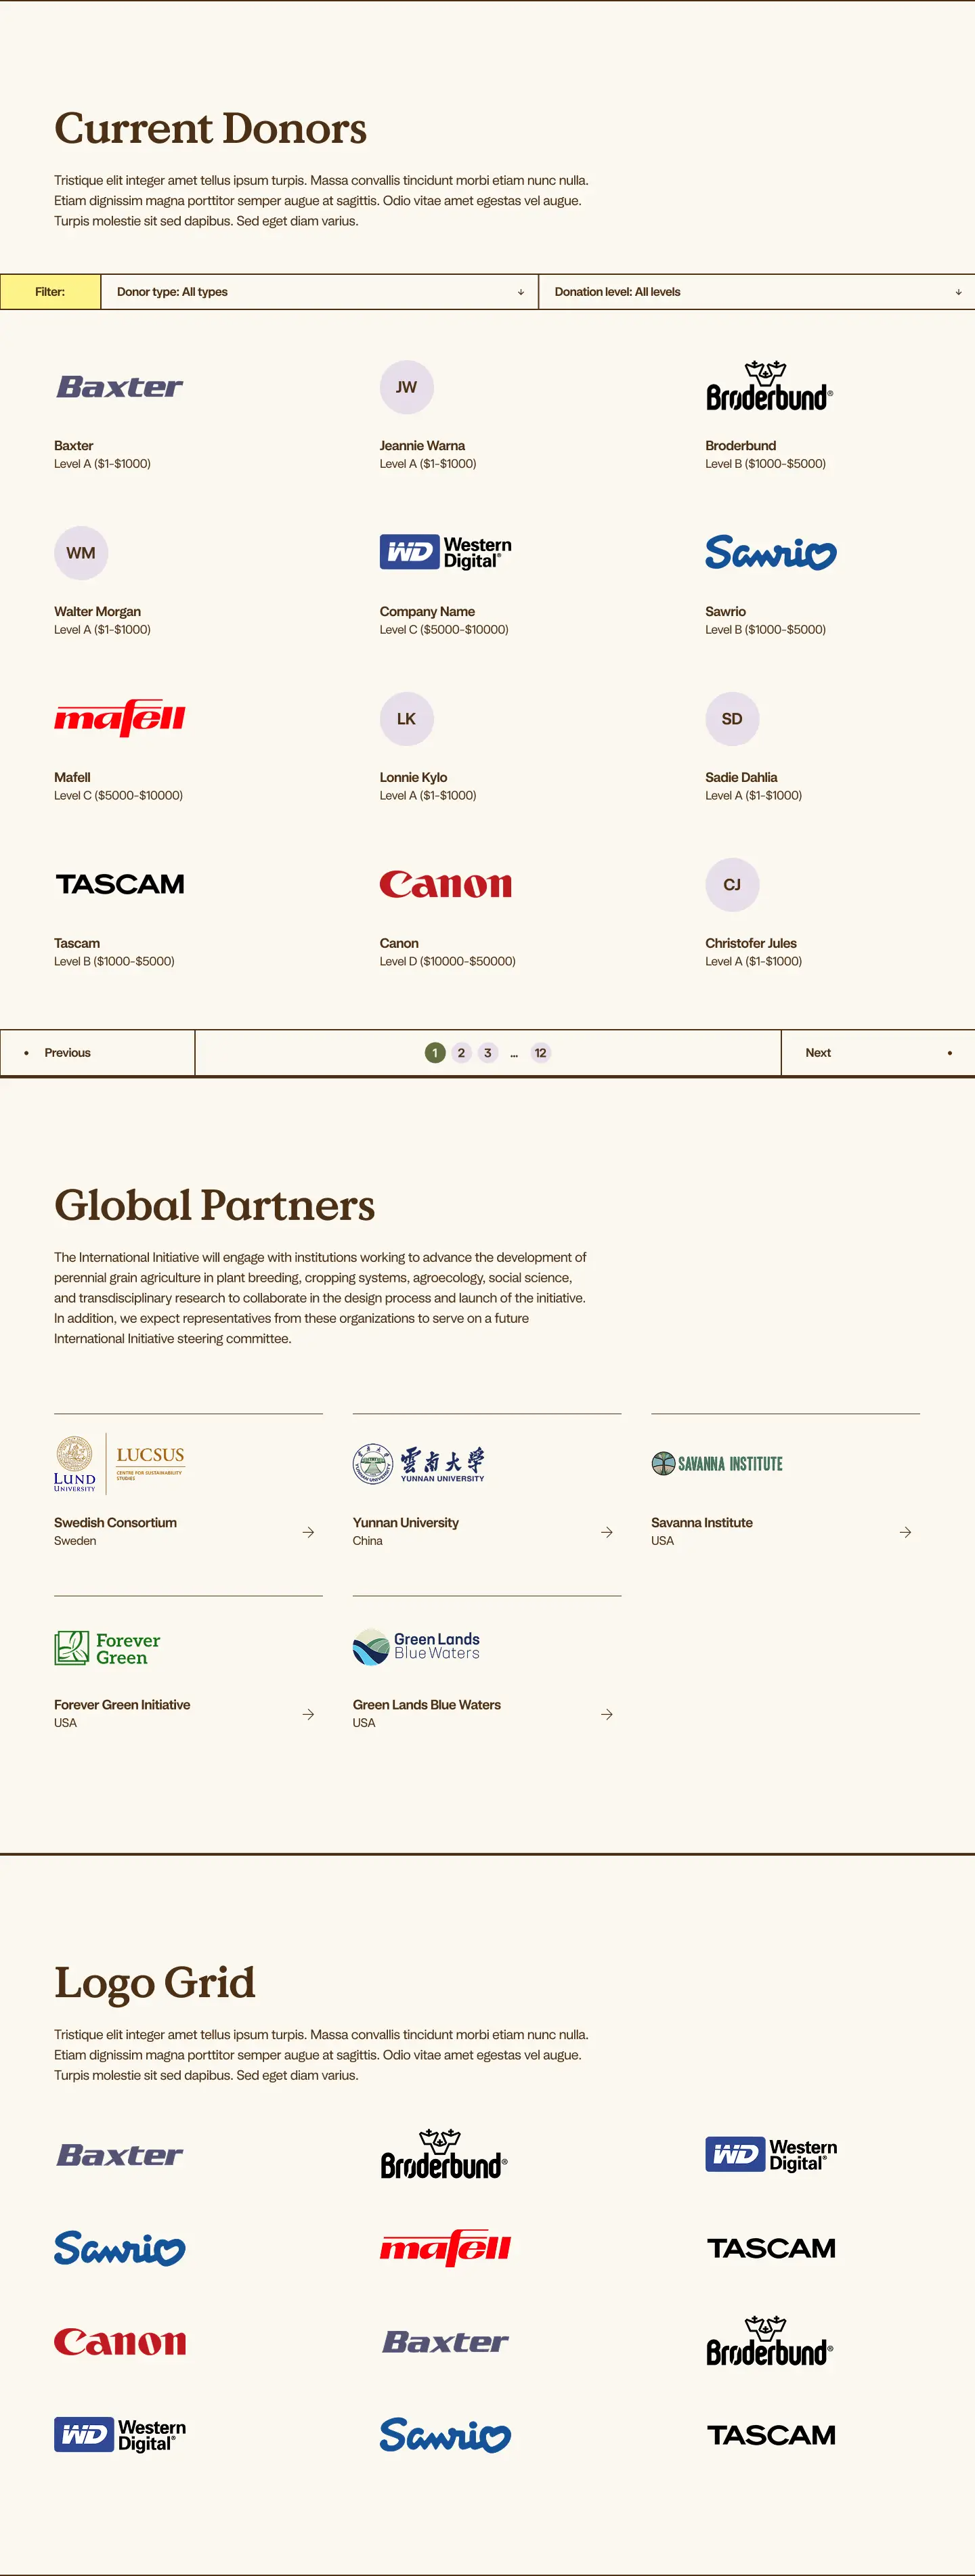 Current Donors
Tristique elit integer amet tellus ipsum turpis. Massa convallis tincidunt morbi etiam nunc nulla.
Etiam dignissim magna porttitor semper augue at sagittis. Odio vitae amet egestas vel augue.
Turpis molestie sit sed dapibus. Sed eget diam varius.
Filter:
Donor type: All types
↓
Donation level: All levels
↓
Baxter
Baxter
Level A ($1-$1000)
JW
Jeannie Warna
Level A ($1-$1000)
Brøderbund®
Broderbund
Level B ($1000-$5000)
WM
Walter Morgan
Level A ($1-$1000)
WD
Western
Digital®
Company Name
Level C ($5000-$10000)
Sanrio
Sawrio
Level B ($1000-$5000)
mafell
Mafell
Level C ($5000-$10000)
LK
Lonnie Kylo
Level A ($1-$1000)
SD
Sadie Dahlia
Level A ($1-$1000)
TASCAM
Tascam
Level B ($1000-$5000)
Canon
Canon
Level D ($10000-$50000)
CJ
Christofer Jules
Level A ($1-$1000)
• Previous
1 2 3 ... 12
Next •
Global Partners
The International Initiative will engage with institutions working to advance the development of
perennial grain agriculture in plant breeding, cropping systems, agroecology, social science,
and transdisciplinary research to collaborate in the design process and launch of the initiative.
In addition, we expect representatives from these organizations to serve on a future
International Initiative steering committee.
LUND
UNIVERSITY
LUCSUS
CENTRE FOR SUSTAINABILITY
STUDIES
Swedish Consortium
Sweden
→
雲南大学
YUNNAN UNIVERSITY
Yunnan University
China
→
SAVANNA INSTITUTE
Savanna Institute
USA
→
Forever
Green
Forever Green Initiative
USA
→
Green Lands
Blue Waters
Green Lands Blue Waters
USA
→
Logo Grid
Tristique elit integer amet tellus ipsum turpis. Massa convallis tincidunt morbi etiam nunc nulla.
Etiam dignissim magna porttitor semper augue at sagittis. Odio vitae amet egestas vel augue.
Turpis molestie sit sed dapibus. Sed eget diam varius.
Baxter
Brøderbund®
WD
Western
Digital®
Sanrio
mafell
TASCAM
Canon
Baxter
Brøderbund®
WD
Western
Digital®
Sanrio
TASCAM